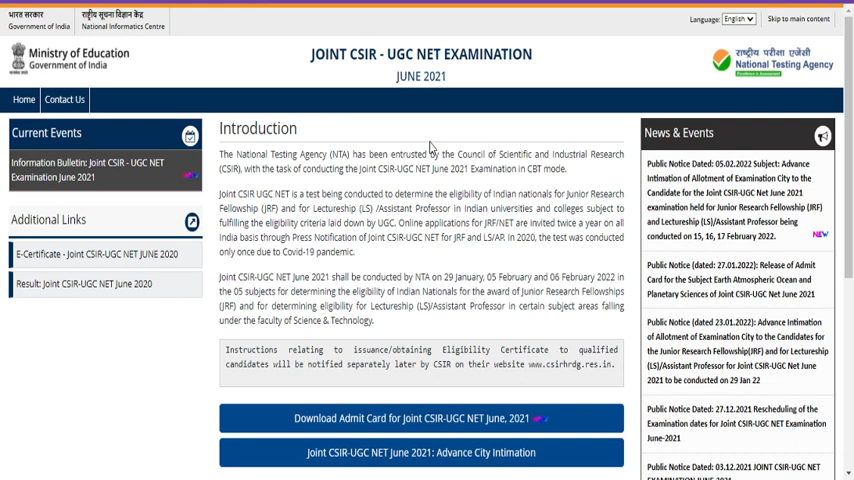 भारत सरकार
Government of India
राष्ट्रीय सूचना विज्ञान केंद्र
National Informatics Centre
Language: English
Skip to main content
Ministry of Education
Government of India
JOINT CSIR - UGC NET EXAMINATION
JUNE 2021
राष्ट्रीय परीक्षा एजेंसी
National Testing Agency
Excellence in Assessment
Home
Contact Us
Current Events
Information Bulletin: Joint CSIR - UGC NET
Examination June 2021
Additional Links
E-Certificate - Joint CSIR-UGC NET JUNE 2020
Result: Joint CSIR-UGC Net June 2020
Introduction
The National Testing Agency (NTA) has been entrusted by the Council of Scientific and Industrial Research
(CSIR), with the task of conducting the Joint CSIR-UGC NET June 2021 Examination in CBT mode.
Joint CSIR UGC NET is a test being conducted to determine the eligibility of Indian nationals for Junior Research
Fellowship (JRF) and for Lectureship (LS) /Assistant Professor in Indian universities and colleges subject to
fulfilling the eligibility criteria laid down by UGC. Online applications for JRF/NET are invited twice a year on all
India basis through Press Notification of Joint CSIR-UGC NET for JRF and LS/AP. In 2020, the test was conducted
only once due to Covid-19 pandemic.
Joint CSIR-UGC NET June 2021 shall be conducted by NTA on 29 January, 05 February and 06 February 2022 in
the 05 subjects for determining the eligibility of Indian Nationals for the award of Junior Research Fellowships
(JRF) and for determining eligibility for Lectureship (LS)/Assistant Professor in certain subject areas falling
under the faculty of Science & Technology.
Instructions relating to issuance/obtaining Eligibility Certificate to qualified
candidates will be notified separately later by CSIR on their website www.csirhrdg.res.in.
Download Admit Card for Joint CSIR-UGC NET June, 2021
Joint CSIR-UGC NET June 2021: Advance City Intimation
News & Events
Public Notice Dated: 05.02.2022 Subject: Advance
Intimation of Allotment of Examination City to the
Candidate for the Joint CSIR-UGC Net June 2021
examination held for Junior Research Fellowship (JRF)
and Lectureship (LS)/Assistant Professor being
conducted on 15, 16, 17 February 2022.
NEW
Public Notice (dated: 27.01.2022): Release of Admit
Card for the Subject Earth Atmospheric Ocean and
Planetary Sciences of Joint CSIR-UGC Net June 2021
Public Notice (dated 23.01.2022): Advance Intimation
of Allotment of Examination City to the Candidates for
the Junior Research Fellowship(JRF) and for Lectureship
(LS)/Assistant Professor for Joint CSIR-UGC NET June
2021 to be conducted on 29 Jan 22
Public Notice Dated: 27.12.2021 Rescheduling of the
Examination dates for Joint CSIR-UGC NET Examination
June-2021
Public Notice Dated: 03.12.2021 JOINT CSIR-UGC NET
EXAMINATION JUNE 2021